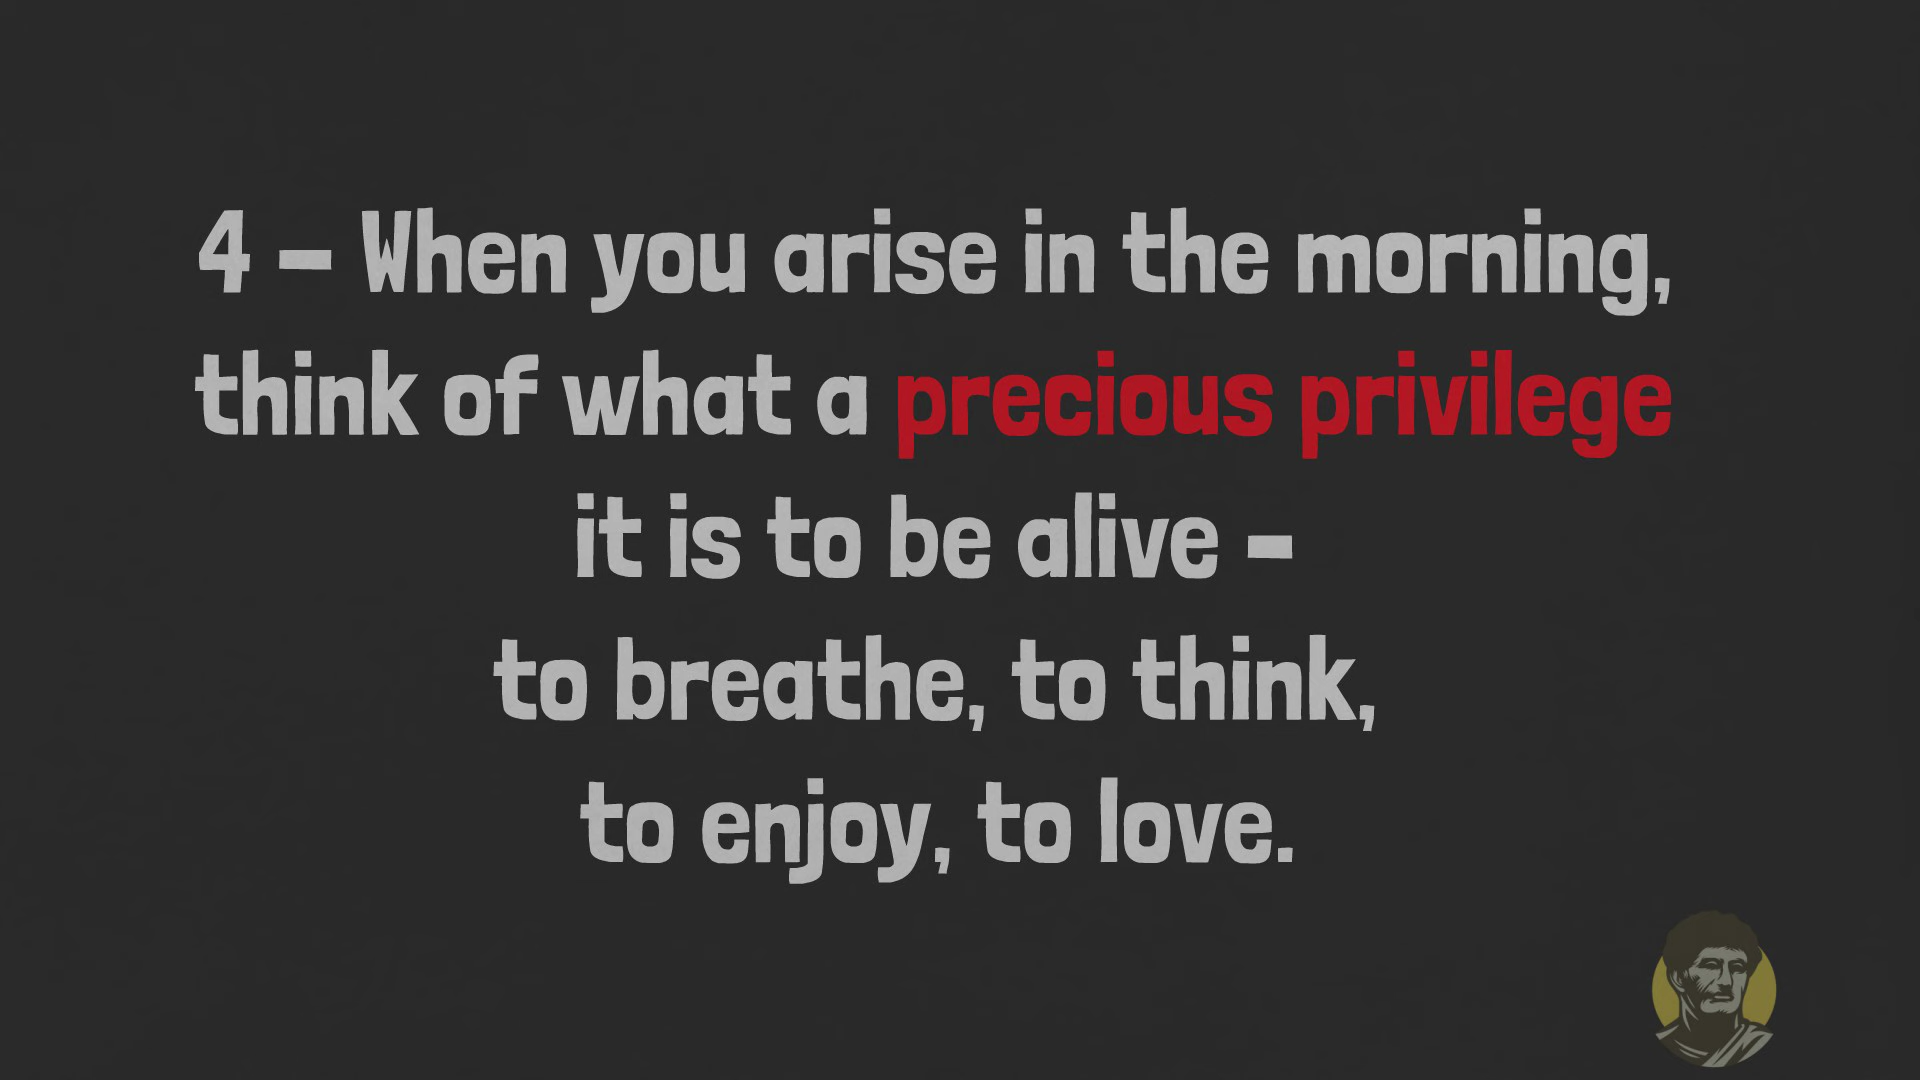 4 – When you arise in the morning,
think of what a precious privilege
it is to be alive –
to breathe, to think,
to enjoy, to love.